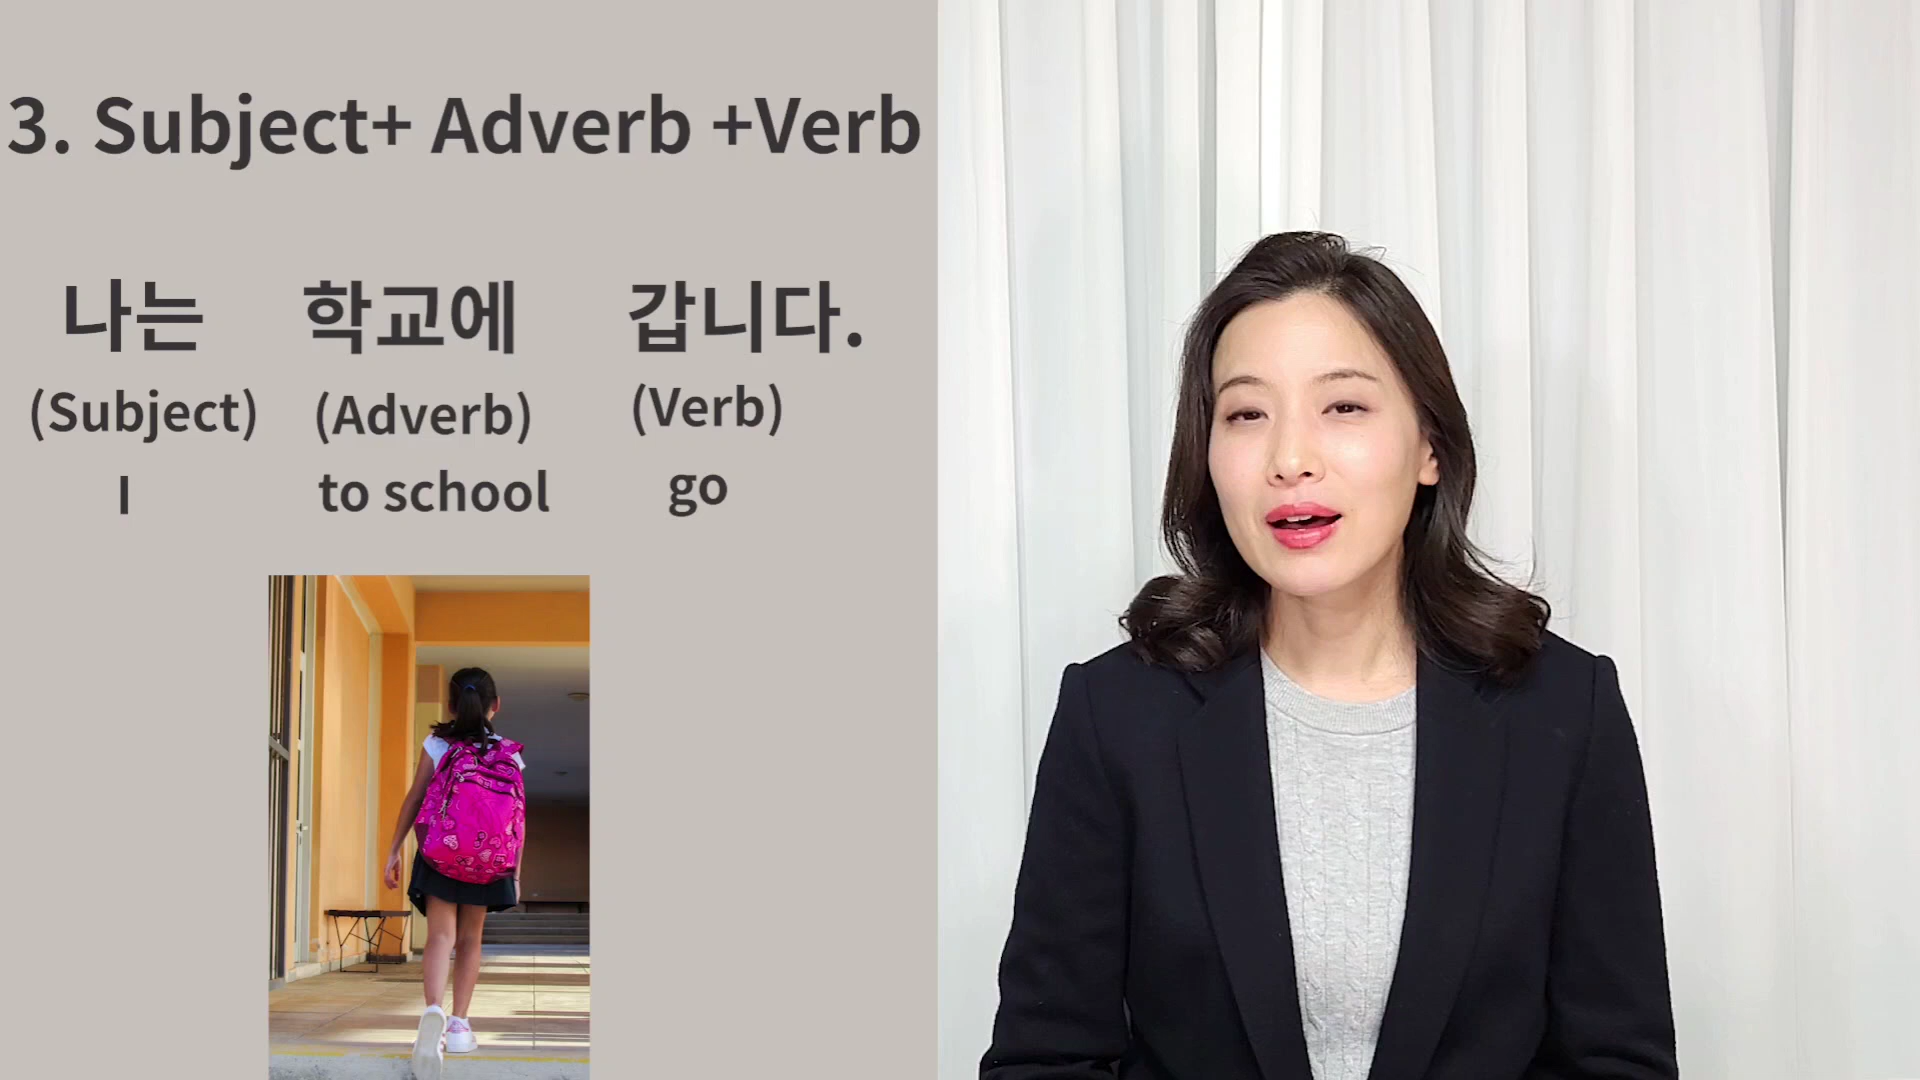 3. Subject+ Adverb +Verb
나는 학교에 갑니다.
(Subject) (Adverb) (Verb)
I to school go